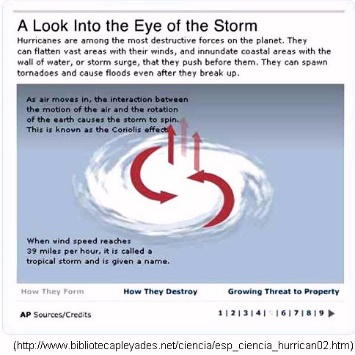 A Look Into the Eye of the Storm
Hurricanes are among the most destructive forces on the planet. They
can flatten vast areas with their winds, and innundate coastal areas with the
wall of water, or storm surge, that they push before them. They can spawn
tornadoes and cause floods even after they break up.
As air moves in, the interaction between
the motion of the air and the rotation
of the earth causes the storm to spin.
This is known as the Coriolis effect.
When wind speed reaches
39 miles per hour, it is called a
tropical storm and is given a name.
How They Form How They Destroy Growing Threat to Property
AP Sources/Credits 1|2|3|4|5|6|7|8|9
(http://www.bibliotecapleyades.net/ciencia/esp_ciencia_hurrican02.htm)